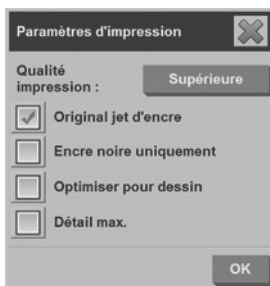 Paramètres d'impression
Qualité
impression :
Supérieure
Original jet d'encre
Encre noire uniquement
Optimiser pour dessin
Détail max.
OK